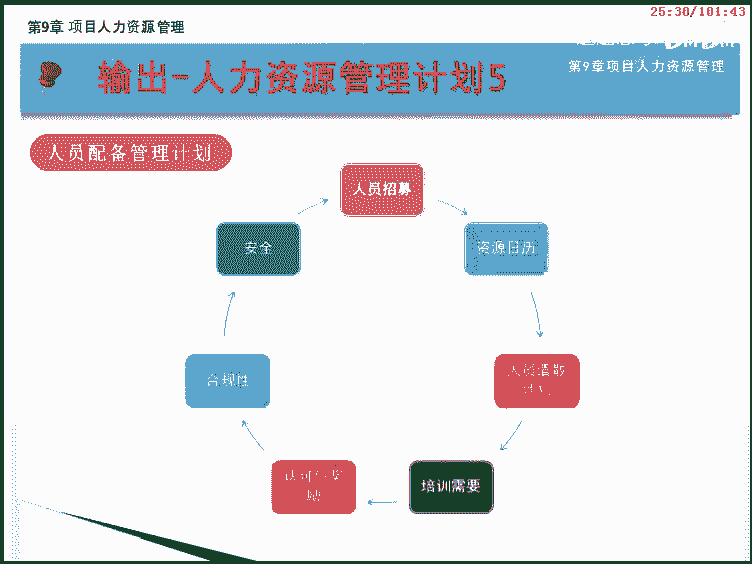 25:30/101:43
第9章 项目人力资源管理
输出-人力资源管理计划5
第9章项目人力资源管理
人员配备管理计划
人员招募
安全
资源日历
合规性
人员遣散
计划
认可与奖
励
培训需要